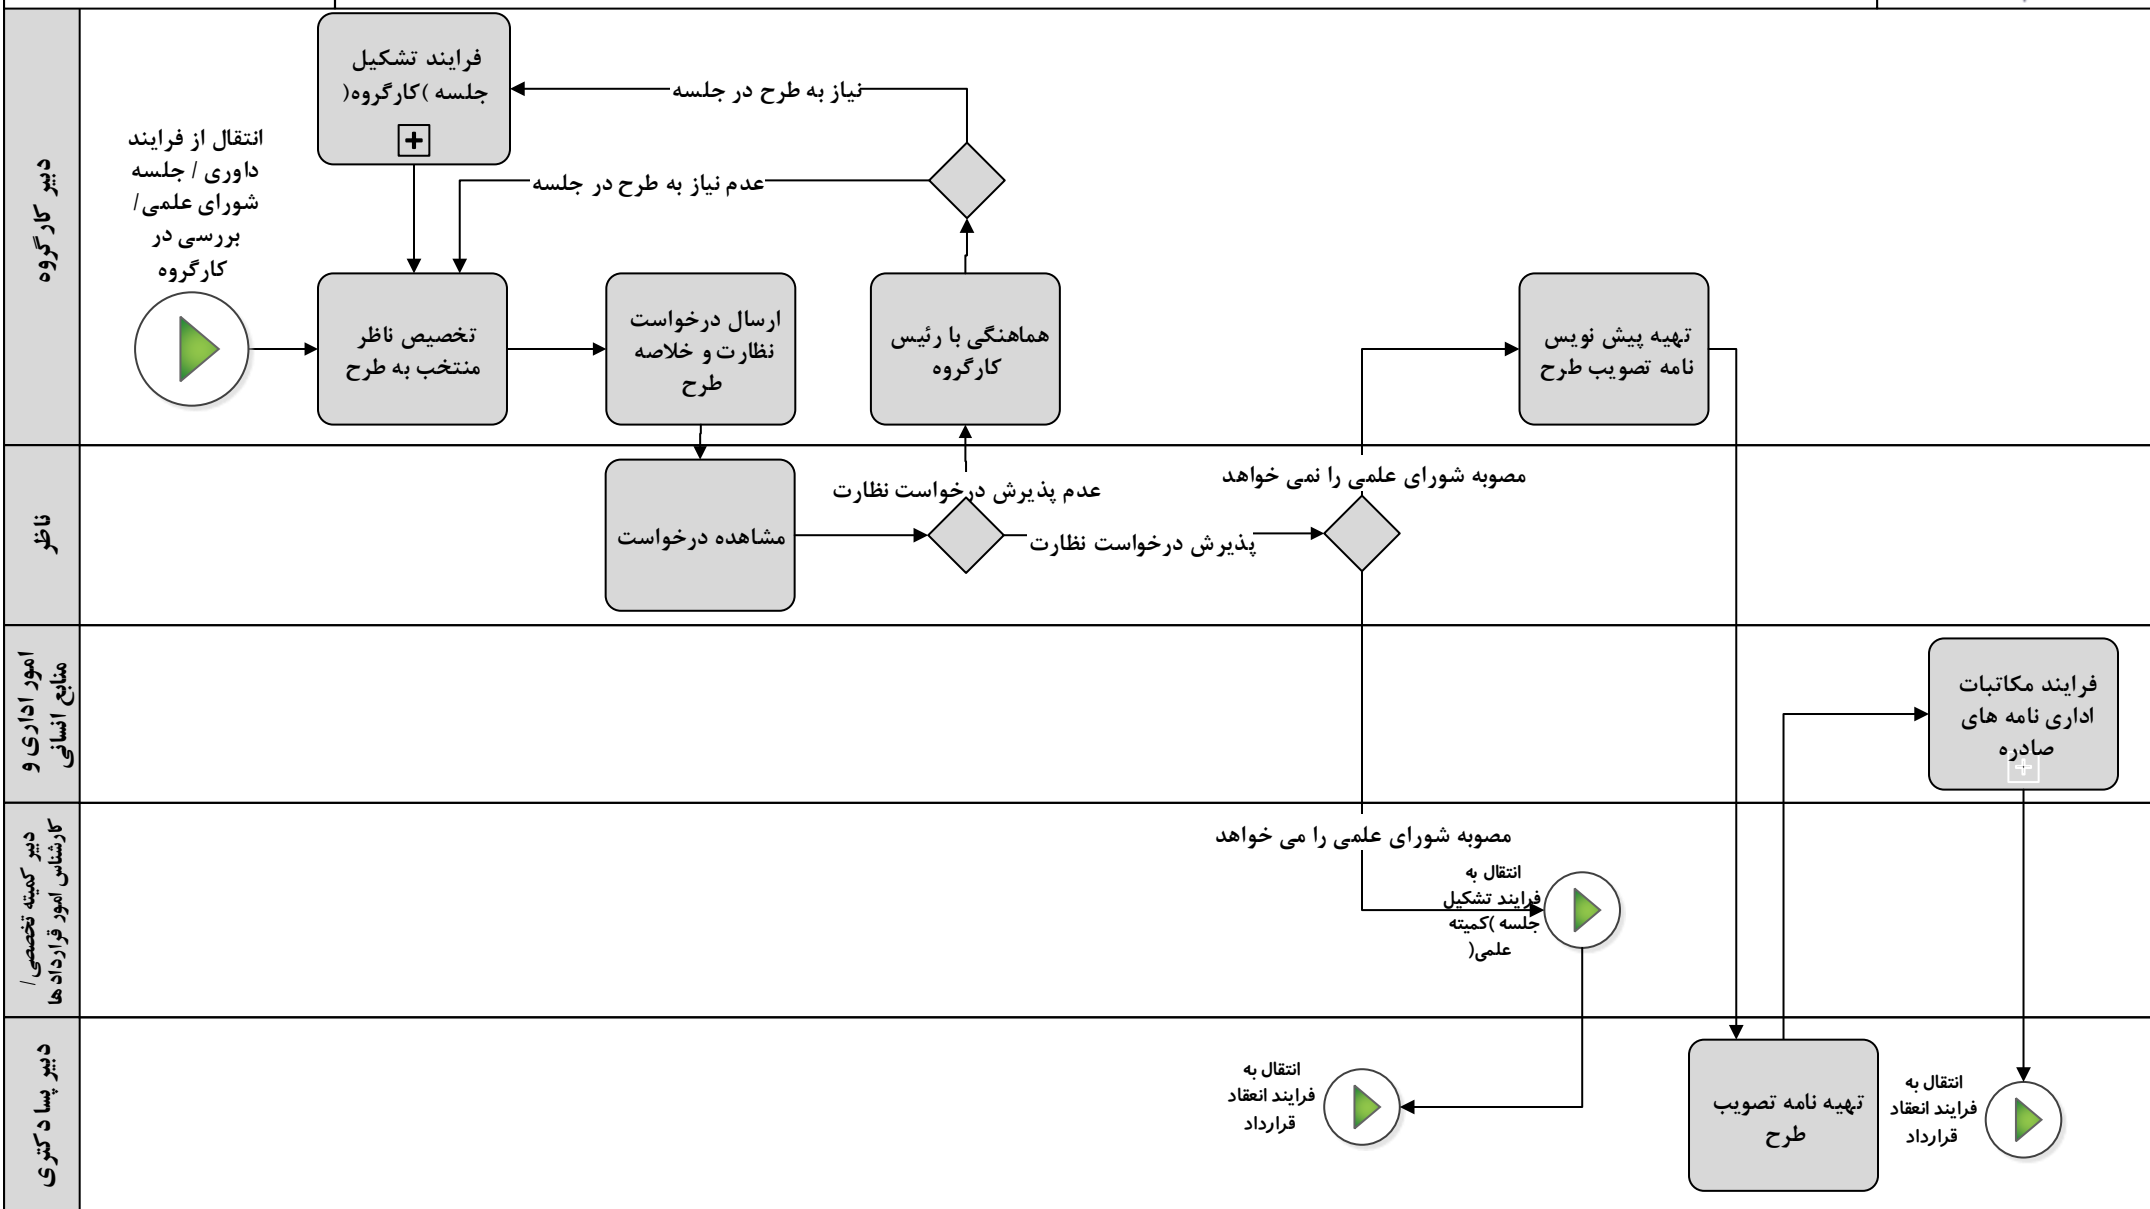 فرایند تشکیل
جلسه )کارگروه(
نیاز به طرح در جلسه
انتقال از فرایند
داوری / جلسه
شورای علمی/
بررسی در
کارگروه
عدم نیاز به طرح در جلسه
دبیر کارگروه
تخصیص ناظر
منتخب به طرح
ارسال درخواست
نظارت و خلاصه
طرح
هماهنگی با رئیس
کارگروه
تهیه پیش نویس
نامه تصویب طرح
ناظر
مشاهده درخواست
عدم پذیرش درخواست نظارت
پذیرش درخواست نظارت
مصوبه شورای علمی را نمی خواهد
امور اداری و
منابع انسانی
فرایند مکاتبات
اداری نامه های
صادره
دبیر کمیته تخصصی/
کارشناس امور قراردادها
مصوبه شورای علمی را می خواهد
انتقال به
فرایند تشکیل
جلسه )کمیته
علمی(
دبیر پسادکتری
انتقال به
فرایند انعقاد
قرارداد
تهیه نامه تصویب
طرح
انتقال به
فرایند انعقاد
قرارداد